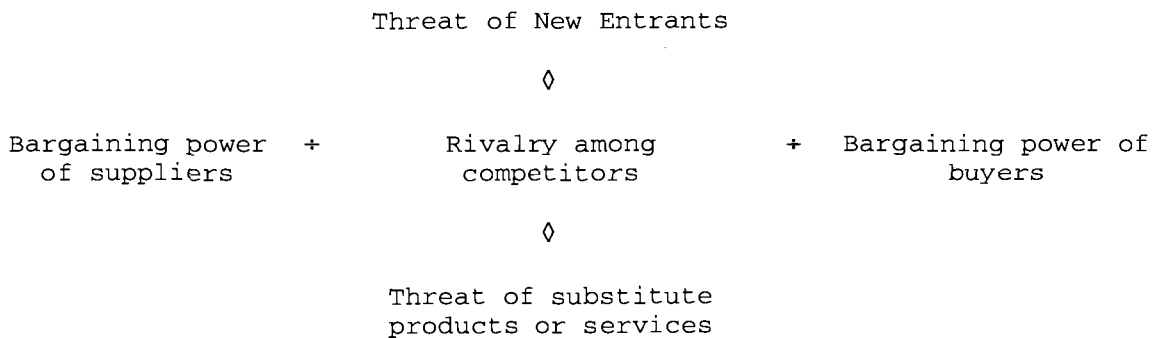 Threat of New Entrants
◊
Bargaining power ÷ Rivalry among ÷ Bargaining power of
of suppliers competitors buyers
◊
Threat of substitute
products or services